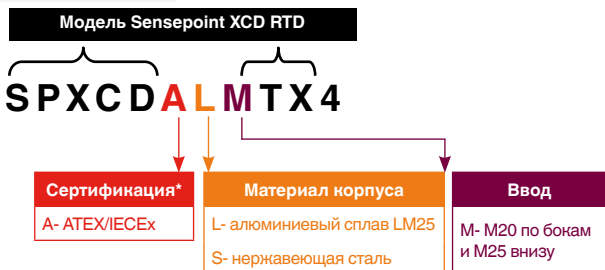 Модель Sensepoint XCD RTD
SPXCDALMTX4
Сертификация*
A- ATEX/IECEx
Материал корпуса
L- алюминиевый сплав LM25
S- нержавеющая сталь
Ввод
M- M20 по бокам
и M25 внизу